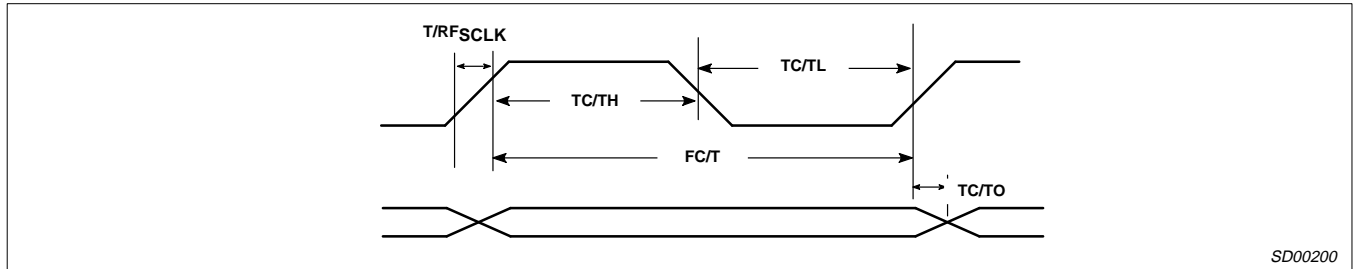 T/RFSCLK
TC/TL
TC/TH
FC/T
TC/TO
SD00200